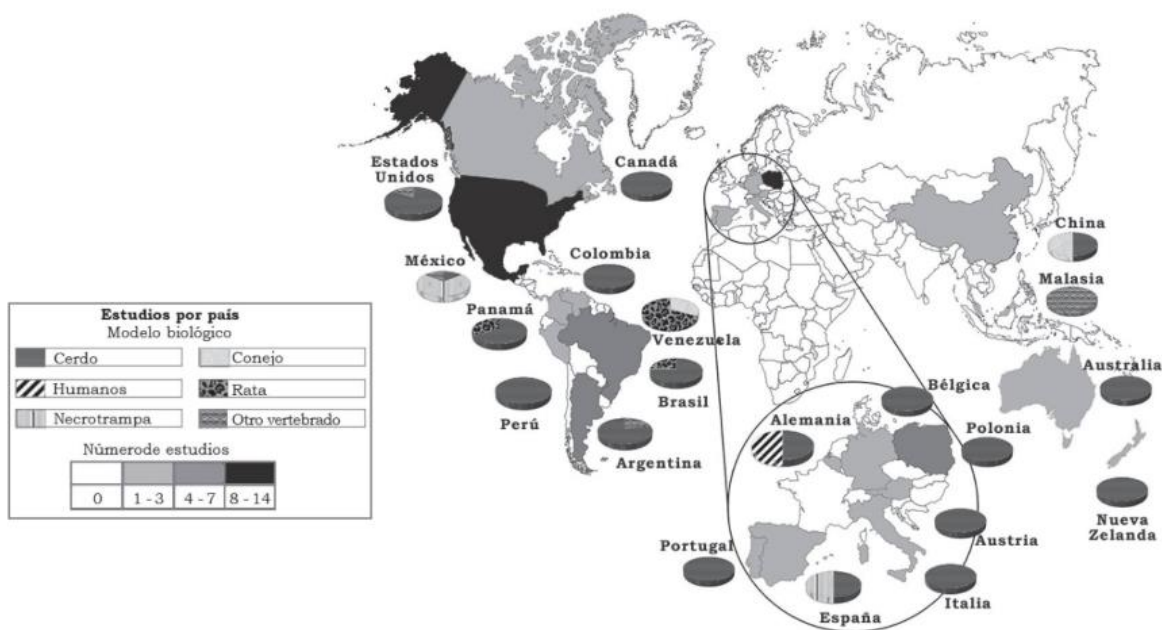 Estados
Unidos
Canadá
México
Colombia
Panamá
Venezuela
Perú
Brasil
Argentina
China
Malasia
Australia
Nueva
Zelanda
Bélgica
Alemania
Polonia
Austria
Portugal
España
Italia
Estudios por país
Modelo biológico
Cerdo
Conejo
Humanos
Rata
Necrotrampa
Otro vertebrado
Númerode estudios
0
1 - 3
4 - 7
8 - 14